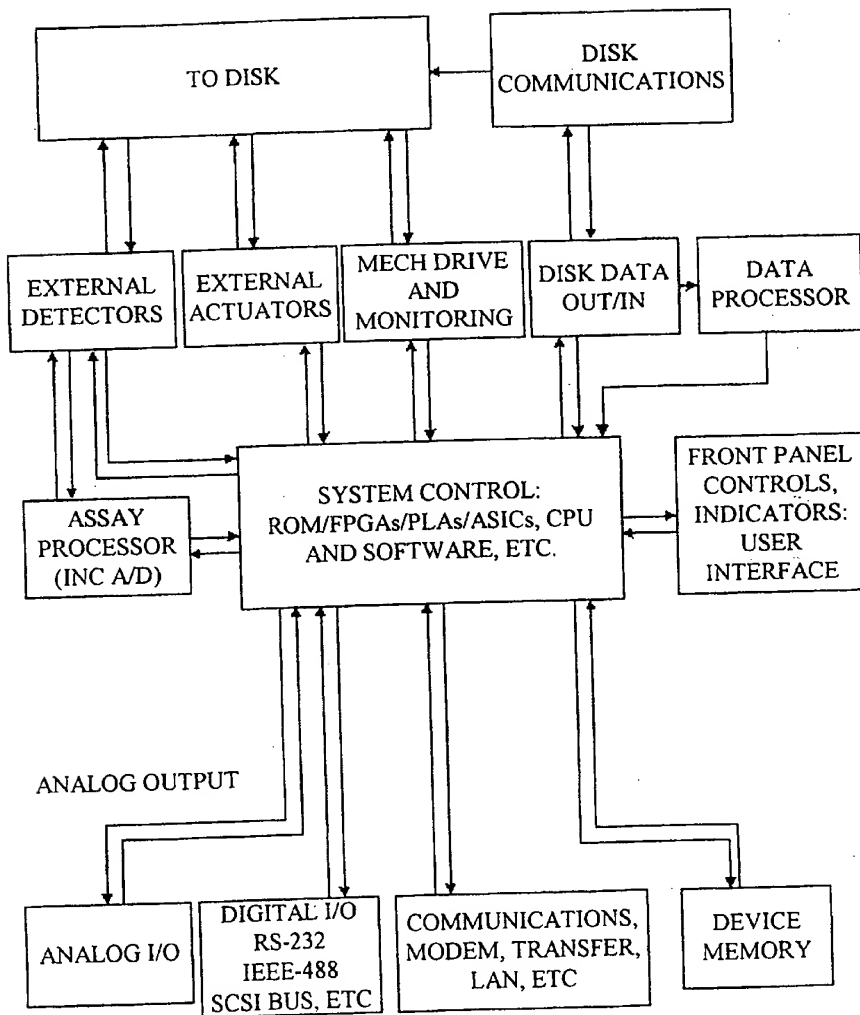 TO DISK
DISK
COMMUNICATIONS
EXTERNAL
DETECTORS
EXTERNAL
ACTUATORS
MECH DRIVE
AND
MONITORING
DISK DATA
OUT/IN
DATA
PROCESSOR
ASSAY
PROCESSOR
(INC A/D)
SYSTEM CONTROL:
ROM/FPGAs/PLAs/ASICs, CPU
AND SOFTWARE, ETC.
FRONT PANEL
CONTROLS,
INDICATORS:
USER
INTERFACE
ANALOG OUTPUT
ANALOG I/O
DIGITAL I/O
RS-232
IEEE-488
SCSI BUS, ETC
COMMUNICATIONS,
MODEM, TRANSFER,
LAN, ETC
DEVICE
MEMORY